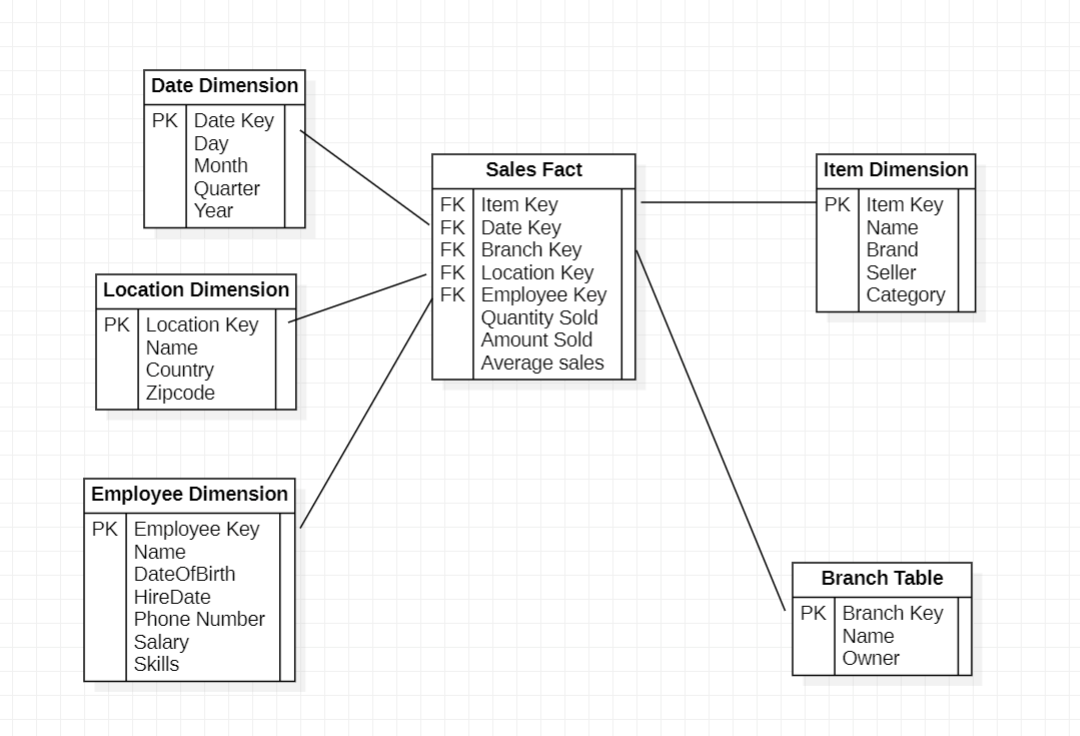 Date Dimension
PK Date Key
Day
Month
Quarter
Year
Location Dimension
PK Location Key
Name
Country
Zipcode
Employee Dimension
PK Employee Key
Name
DateOfBirth
HireDate
Phone Number
Salary
Skills
Sales Fact
FK Item Key
FK Date Key
FK Branch Key
FK Location Key
FK Employee Key
Quantity Sold
Amount Sold
Average sales
Item Dimension
PK Item Key
Name
Brand
Seller
Category
Branch Table
PK Branch Key
Name
Owner